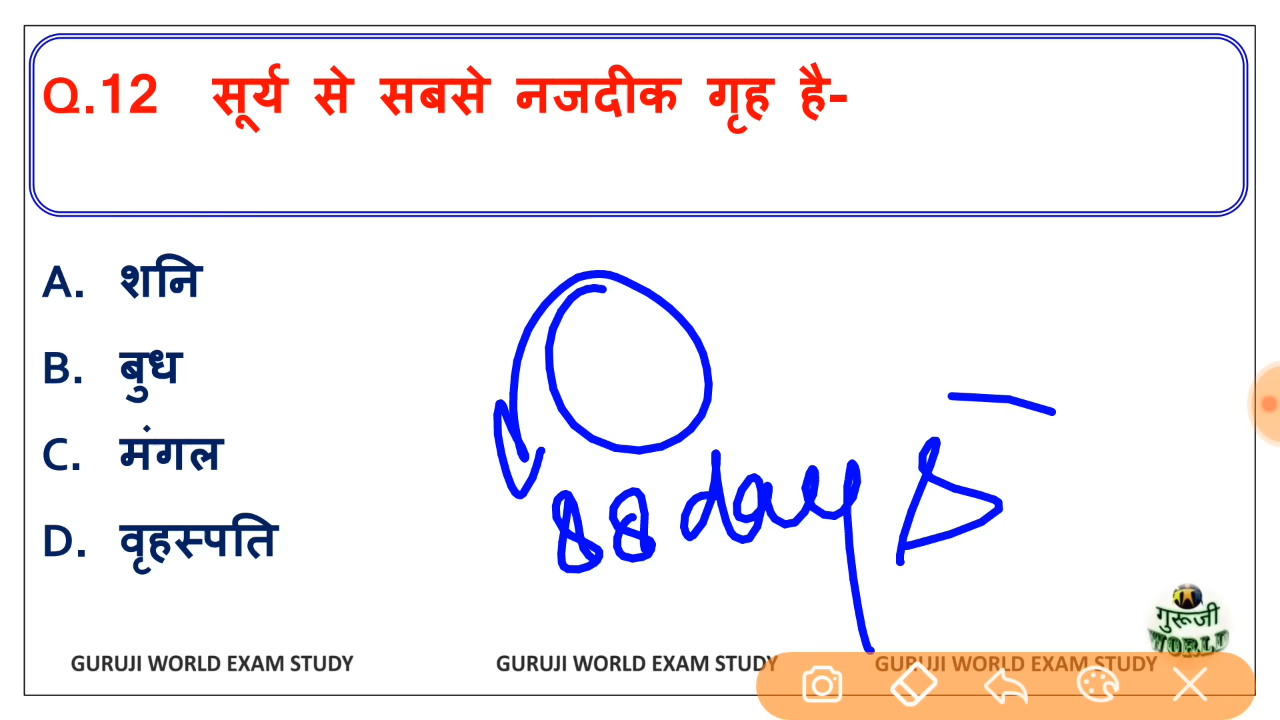 Q.12 सूर्य से सबसे नजदीक गृह है-
A. शनि
B. बुध
C. मंगल
D. वृहस्पति
88 days
गुरूजी
WORLD
GURUJI WORLD EXAM STUDY GURUJI WORLD EXAM STUDY GURUJI WORLD EXAM STUDY